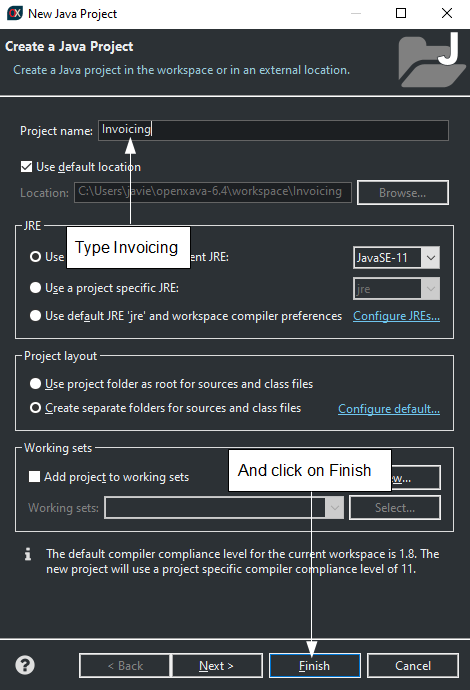 New Java Project
Create a Java Project
Create a Java project in the workspace or in an external location.
Project name: Invoicing
Use default location
Location: C:\Users\javie\openxava-6.4\workspace\Invoicing Browse...
JRE
Type Invoicing
Use ent JRE: JavaSE-11
Use a project specific JRE: jre
Use default JRE 'jre' and workspace compiler preferences Configure JREs...
Project layout
Use project folder as root for sources and class files
Create separate folders for sources and class files Configure default...
Working sets
And click on Finish
Add project to working sets w...
Working sets: Select...
The default compiler compliance level for the current workspace is 1.8. The
new project will use a project specific compiler compliance level of 11.
? < Back Next > Finish Cancel